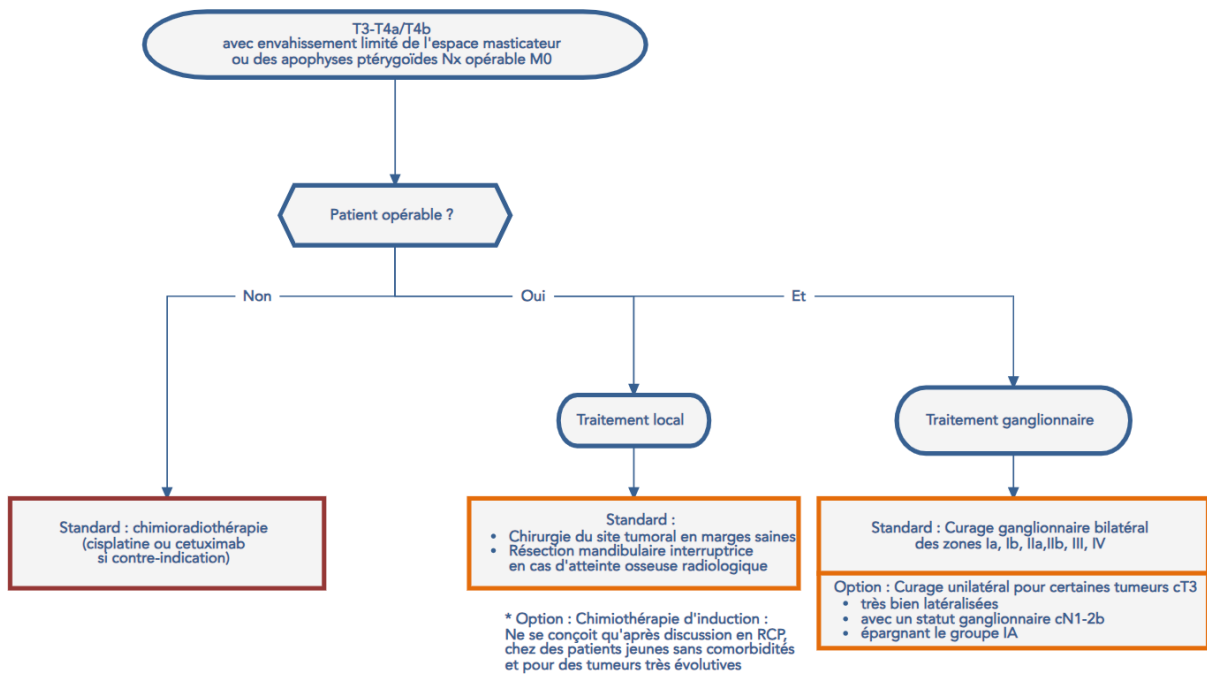 T3-T4a/T4b
avec envahissement limité de l'espace masticateur
ou des apophyses ptérygoïdes Nx opérable M0
Patient opérable ?
Non
Oui
Et
Traitement local
Traitement ganglionnaire
Standard : chimioradiothérapie
(cisplatine ou cetuximab
si contre-indication)
Standard :
• Chirurgie du site tumoral en marges saines
• Résection mandibulaire interruptrice
en cas d'atteinte osseuse radiologique
* Option : Chimiothérapie d'induction :
Ne se conçoit qu'après discussion en RCP,
chez des patients jeunes sans comorbidités
et pour des tumeurs très évolutives
Standard : Curage ganglionnaire bilatéral
des zones Ia, Ib, IIa,IIb, III, IV
Option : Curage unilatéral pour certaines tumeurs cT3
• très bien latéralisées
• avec un statut ganglionnaire cN1-2b
• épargnant le groupe IA